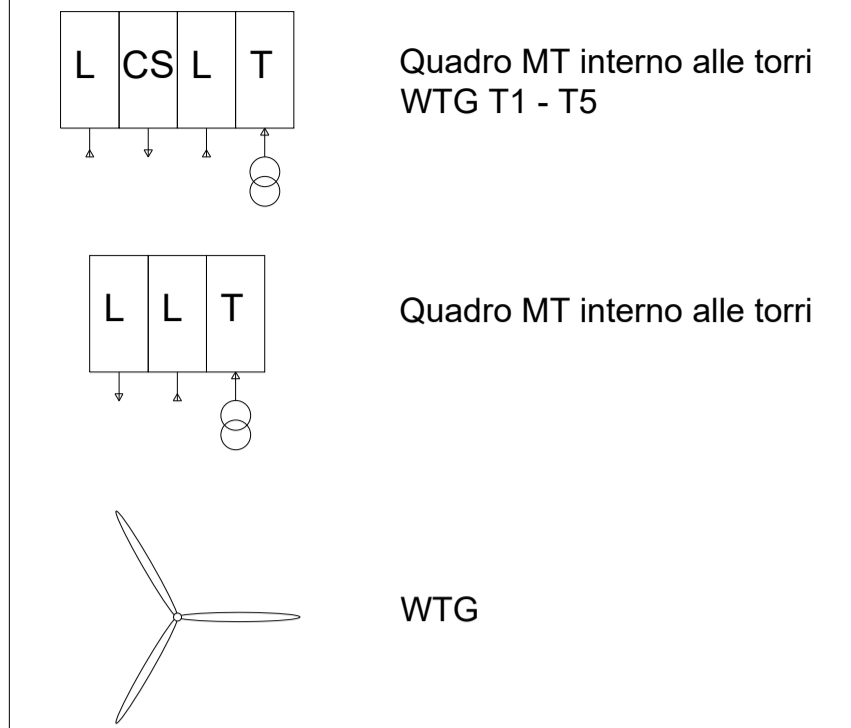 L CS L T
Quadro MT interno alle torri
WTG T1 - T5
L L T
Quadro MT interno alle torri
WTG